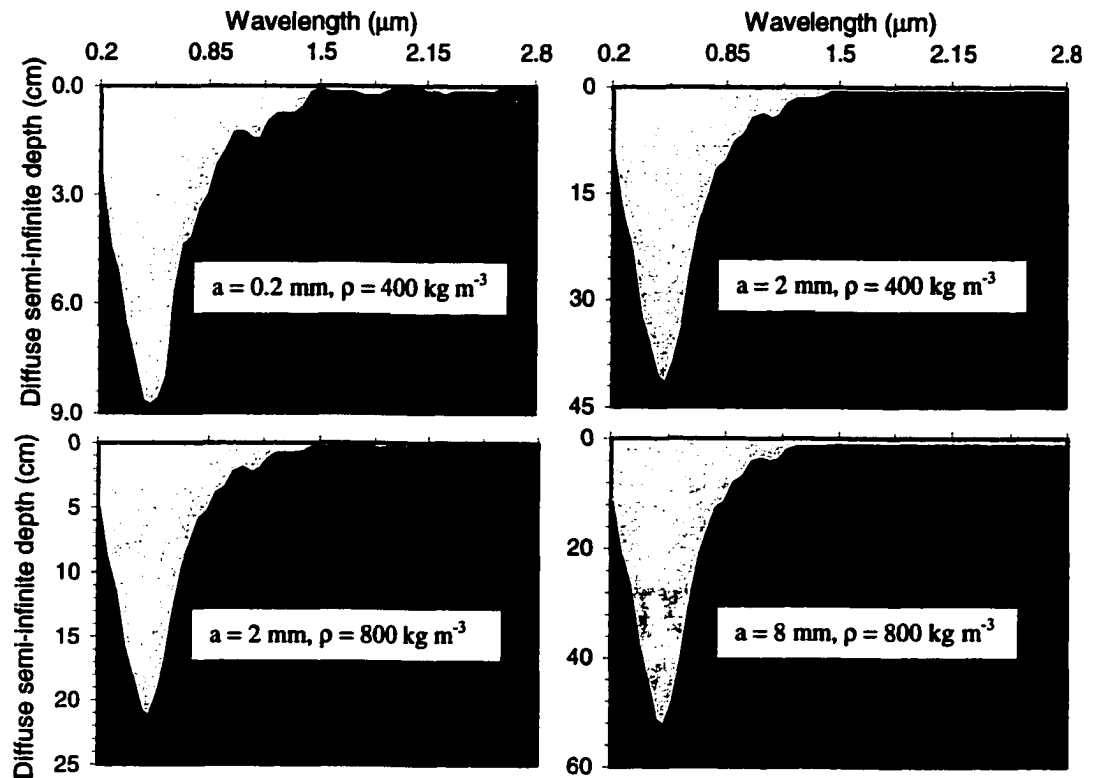 Wavelength (μm)
Wavelength (μm)
0.2 0.85 1.5 2.15 2.8
0.2 0.85 1.5 2.15 2.8
Diffuse semi-infinite depth (cm)
0.0
3.0
6.0
9.0
a = 0.2 mm, ρ = 400 kg m⁻³
0
15
30
45
a = 2 mm, ρ = 400 kg m⁻³
Diffuse semi-infinite depth (cm)
0
5
10
15
20
25
a = 2 mm, ρ = 800 kg m⁻³
0
20
40
60
a = 8 mm, ρ = 800 kg m⁻³